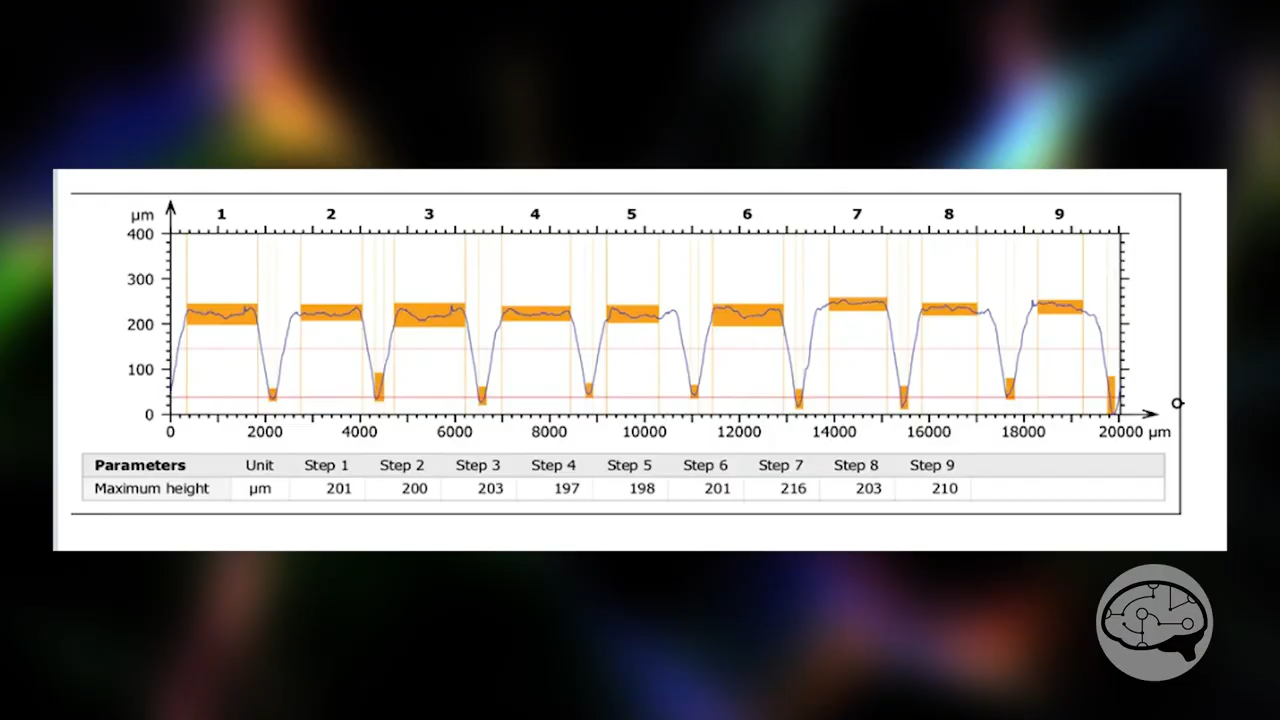 µm 1 2 3 4 5 6 7 8 9
400
300
200
100
0
0 2000 4000 6000 8000 10000 12000 14000 16000 18000 20000 µm
Parameters Unit Step 1 Step 2 Step 3 Step 4 Step 5 Step 6 Step 7 Step 8 Step 9
Maximum height µm 201 200 203 197 198 201 216 203 210